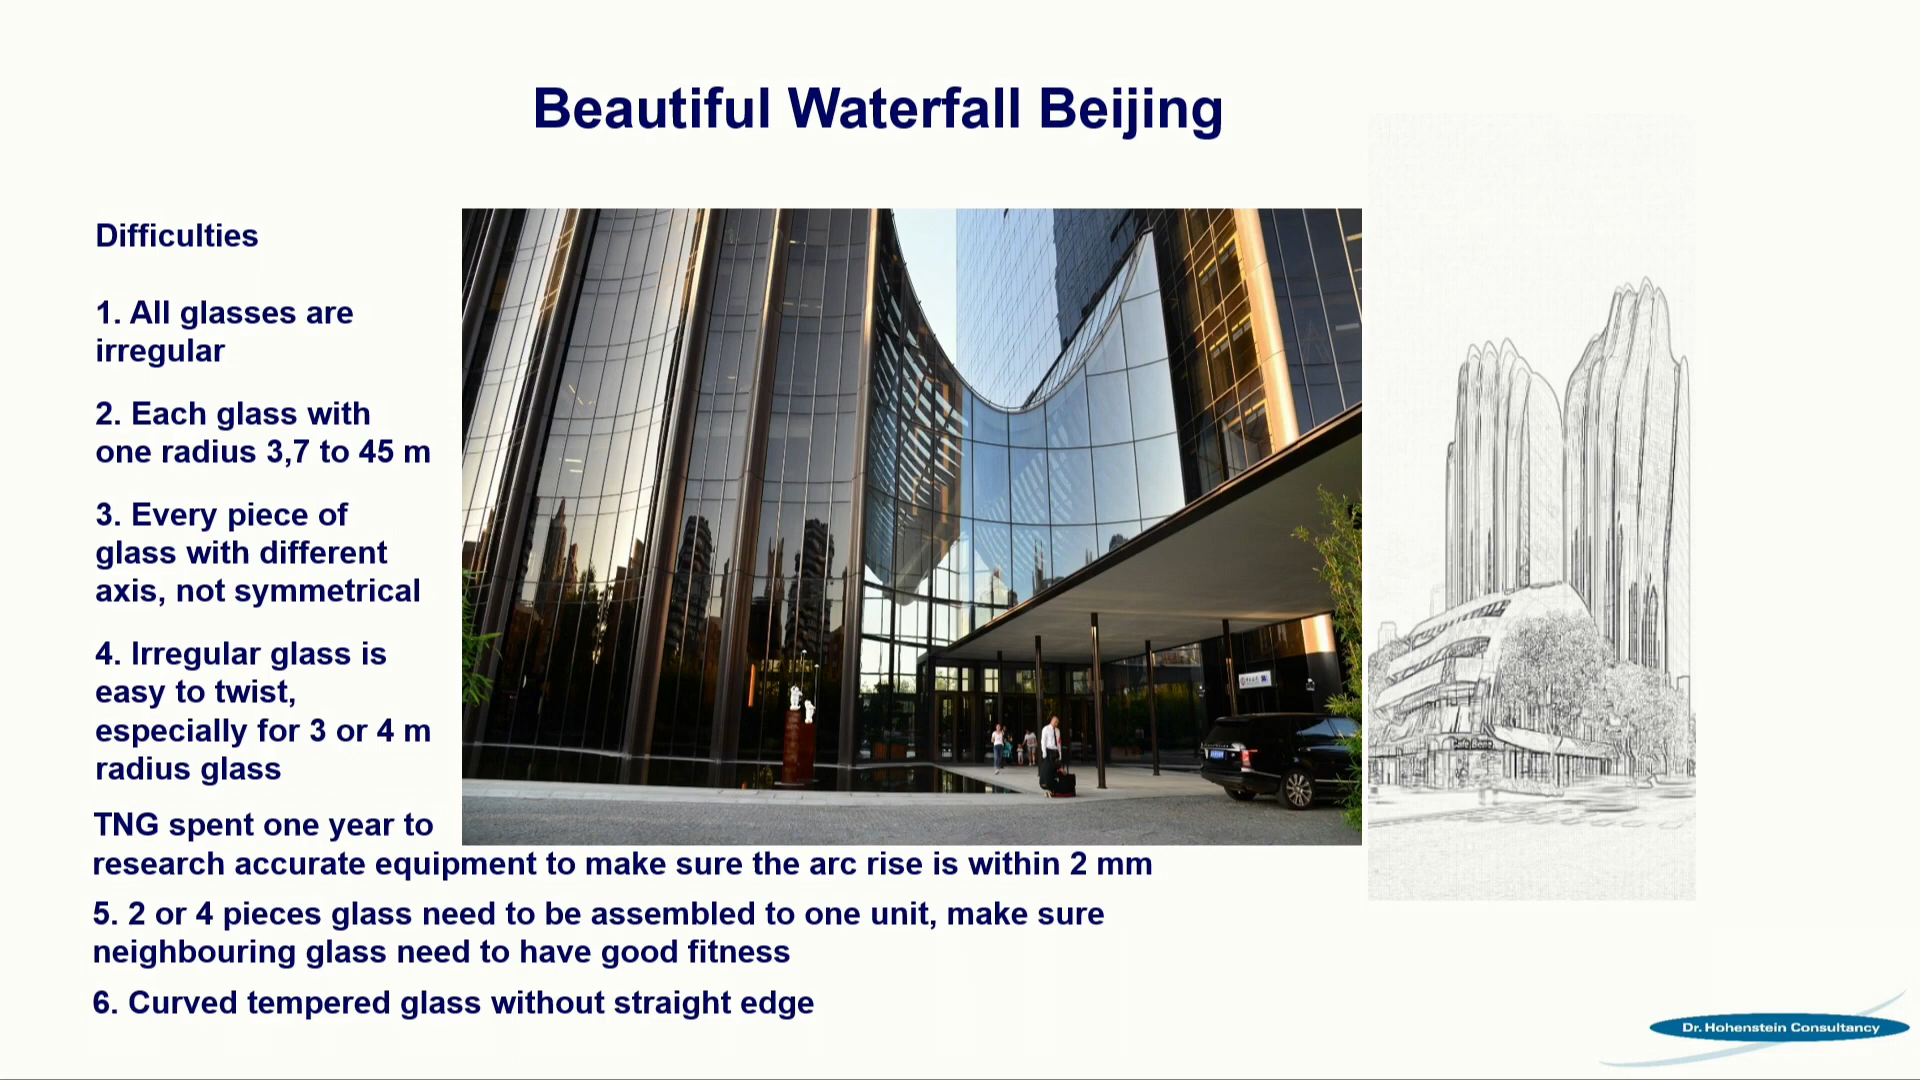 Beautiful Waterfall Beijing
Difficulties
1. All glasses are
irregular
2. Each glass with
one radius 3,7 to 45 m
3. Every piece of
glass with different
axis, not symmetrical
4. Irregular glass is
easy to twist,
especially for 3 or 4 m
radius glass
TNG spent one year to
research accurate equipment to make sure the arc rise is within 2 mm
5. 2 or 4 pieces glass need to be assembled to one unit, make sure
neighbouring glass need to have good fitness
6. Curved tempered glass without straight edge
Dr. Hohenstein Consultancy